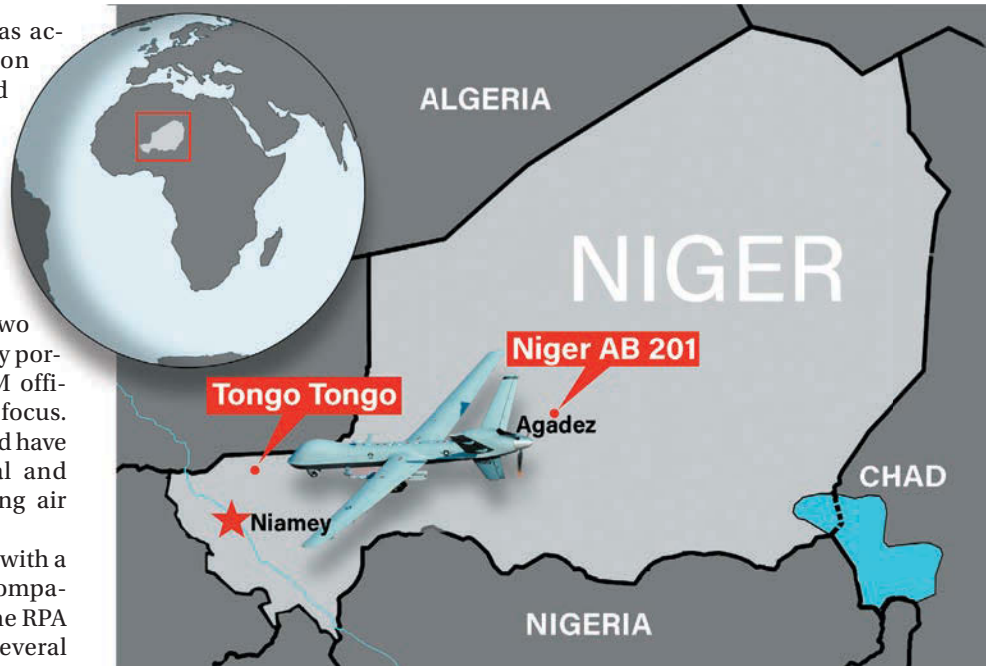 as ac-
on
wo
y por-
M offi-
focus.
d have
al and
ng air
with a
ompa-
ne RPA
everal
ALGERIA
NIGER
Niger AB 201
Tongo Tongo
Agadez
CHAD
Niamey
NIGERIA